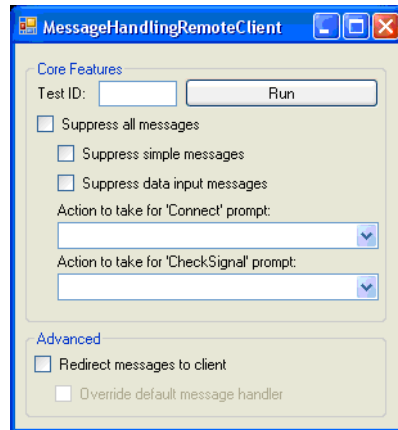 MessageHandlingRemoteClient
Core Features
Test ID: Run
Suppress all messages
Suppress simple messages
Suppress data input messages
Action to take for 'Connect' prompt:
Action to take for 'CheckSignal' prompt:
Advanced
Redirect messages to client
Override default message handler